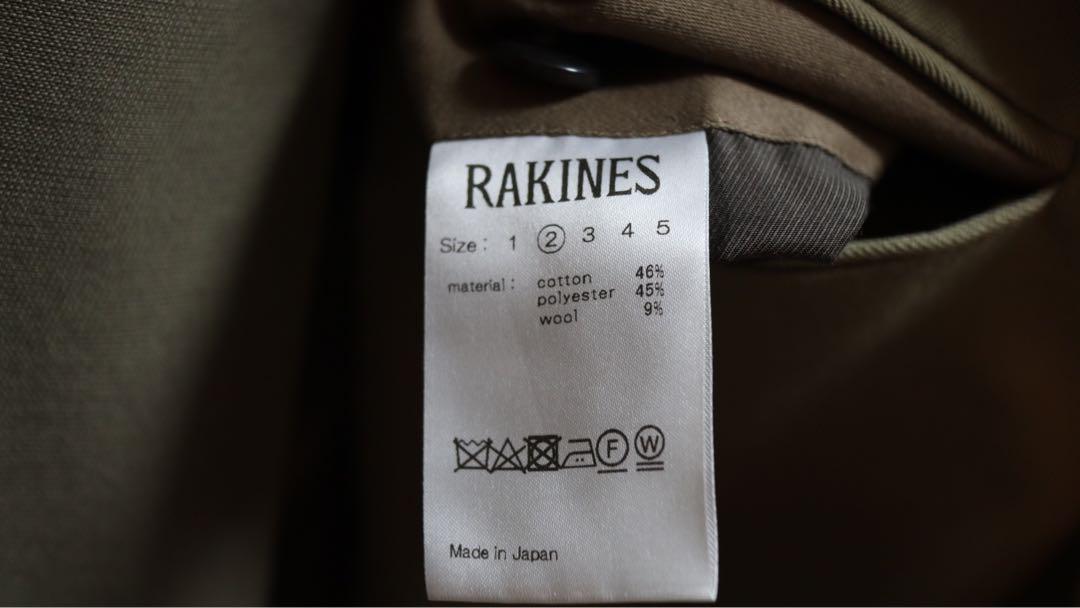 RAKINES
Size: 1 2 3 4 5
material: cotton 46%
polyester 45%
wool 9%
F W
Made in Japan